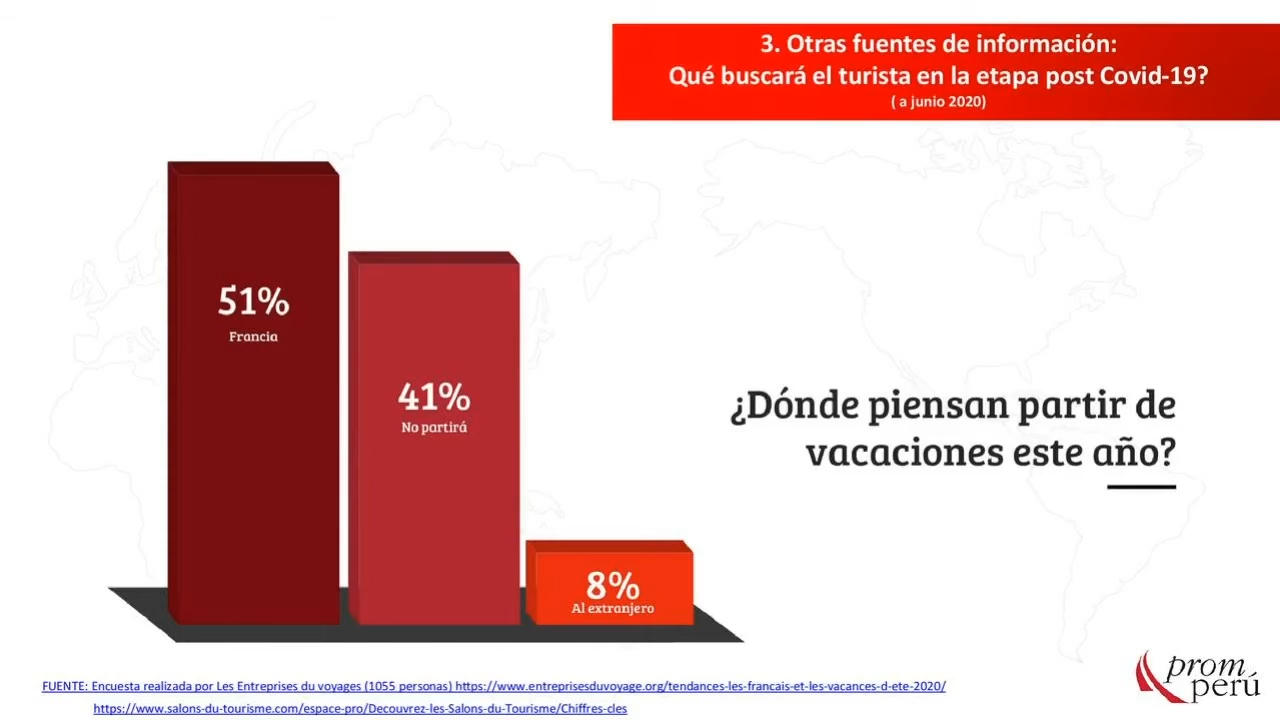 3. Otras fuentes de información:
Qué buscará el turista en la etapa post Covid-19?
( a junio 2020)
51%
Francia
41%
No partirá
8%
Al extranjero
¿Dónde piensan partir de
vacaciones este año?
FUENTE: Encuesta realizada por Les Entreprises du voyages (1055 personas) https://www.entreprisesduvoyage.org/tendances-les-francais-et-les-vacances-d-ete-2020/
https://www.salons-du-tourisme.com/espace-pro/Decouvrez-les-Salons-du-Tourisme/Chiffres-cles
prom
perú